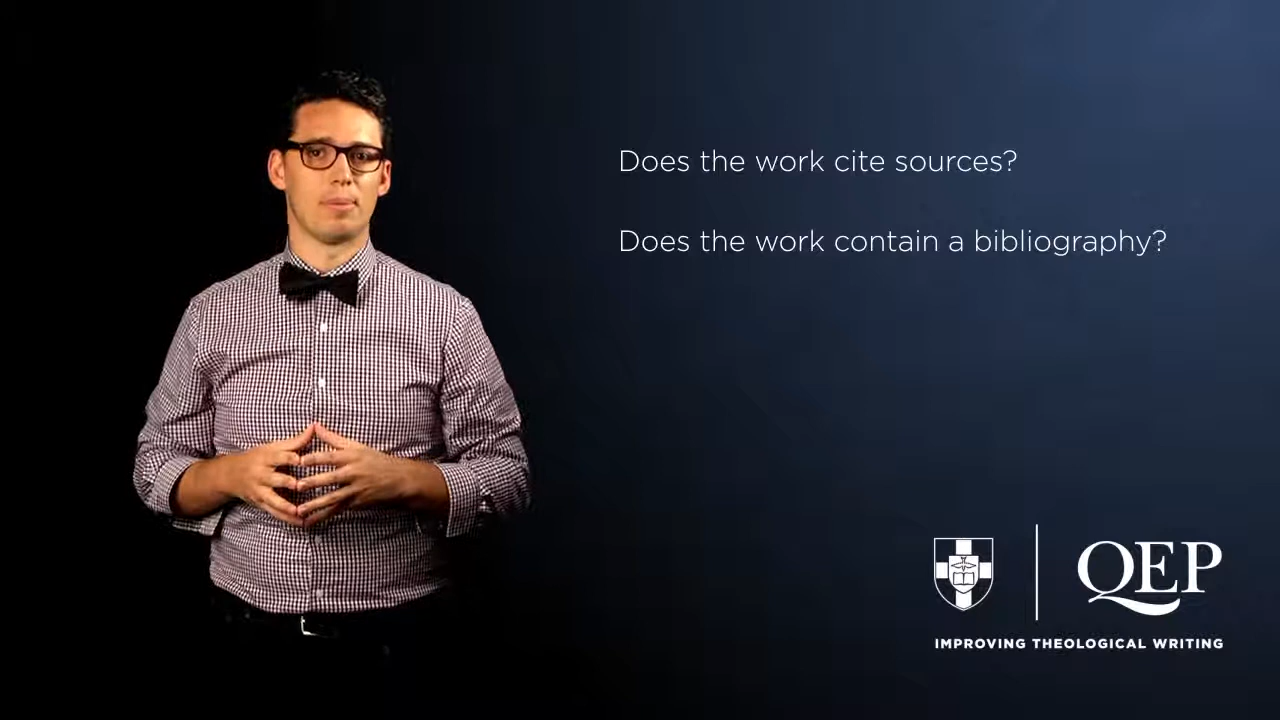 Does the work cite sources?
Does the work contain a bibliography?
QEP
IMPROVING THEOLOGICAL WRITING